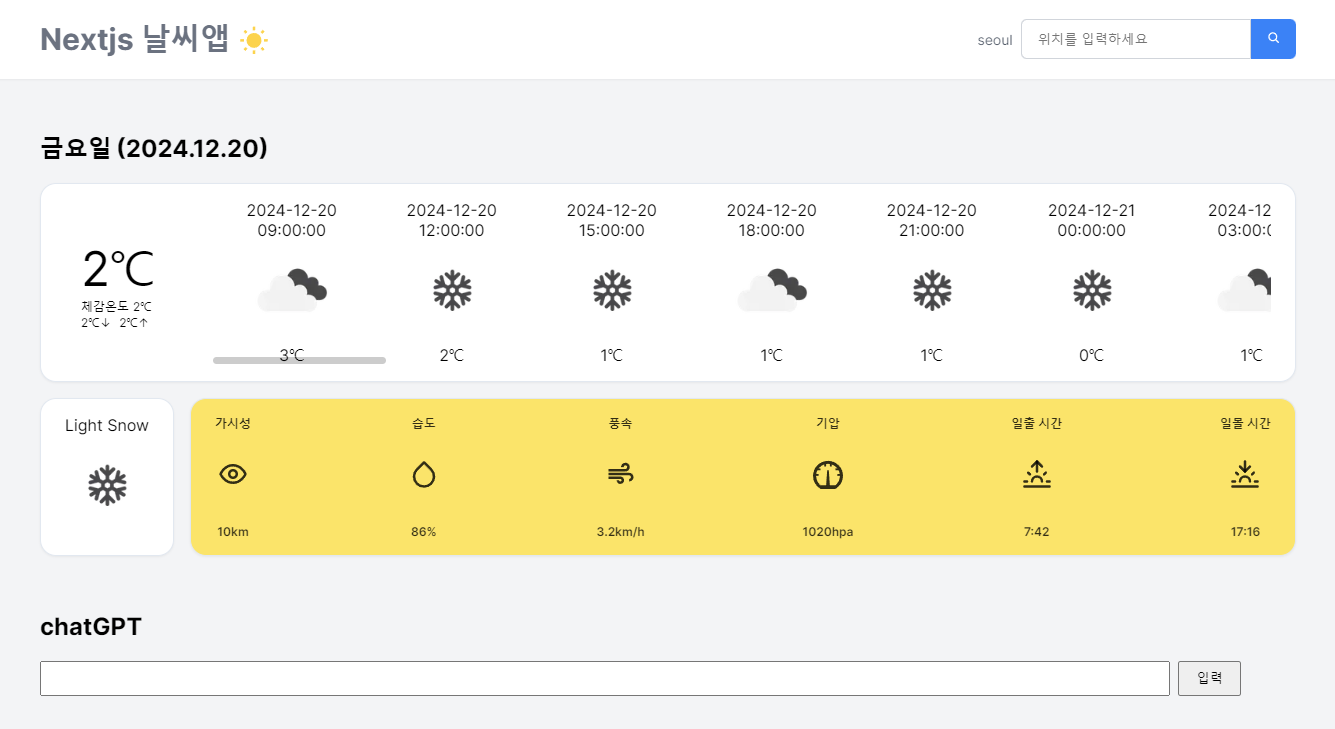 Nextjs 날씨앱
seoul
위치를 입력하세요
금요일 (2024.12.20)
2℃
제감온도 2℃
2℃↓ 2℃↑
2024-12-20
09:00:00
3℃
2024-12-20
12:00:00
2℃
2024-12-20
15:00:00
1℃
2024-12-20
18:00:00
1℃
2024-12-20
21:00:00
1℃
2024-12-21
00:00:00
0℃
2024-12
03:00:0
1℃
Light Snow
가시성
10km
습도
86%
풍속
3.2km/h
기압
1020hpa
일출 시간
7:42
일몰 시간
17:16
chatGPT
입력